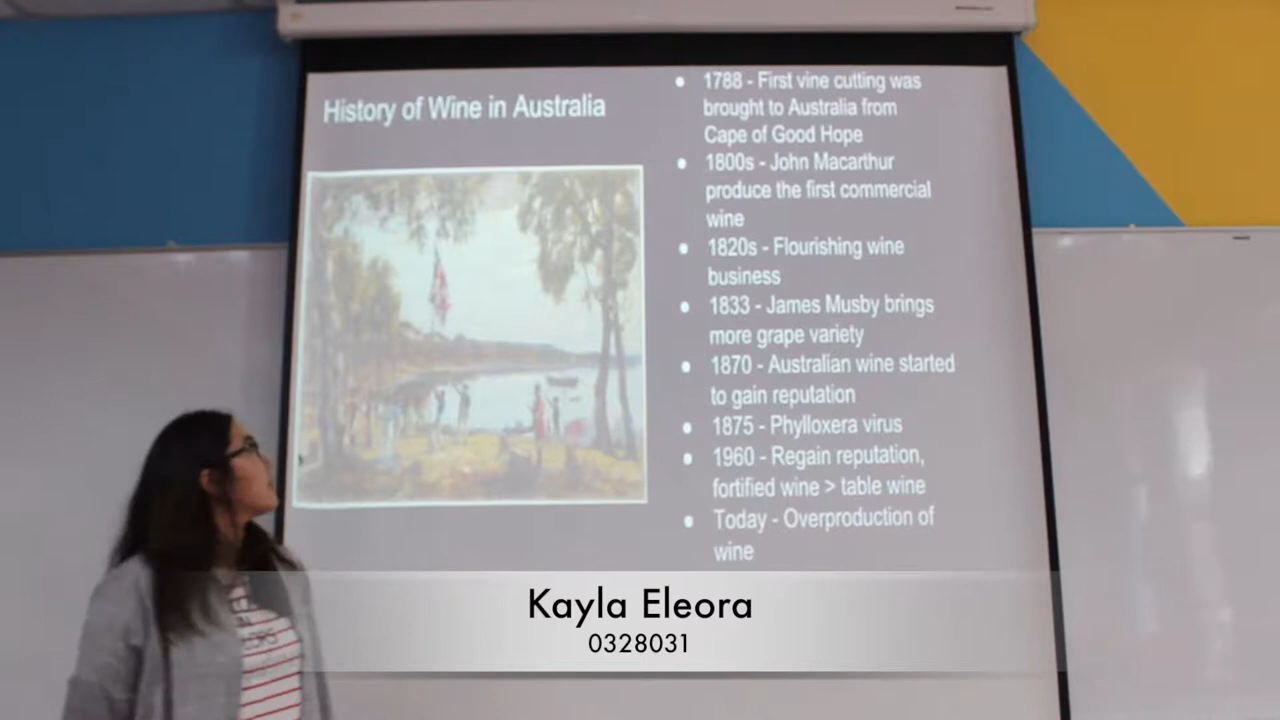 History of Wine in Australia
● 1788 - First vine cutting was
brought to Australia from
Cape of Good Hope
● 1800s - John Macarthur
produce the first commercial
wine
● 1820s - Flourishing wine
business
● 1833 - James Musby brings
more grape variety
● 1870 - Australian wine started
to gain reputation
● 1875 - Phylloxera virus
● 1960 - Regain reputation,
fortified wine > table wine
● Today - Overproduction of
wine
Kayla Eleora
0328031